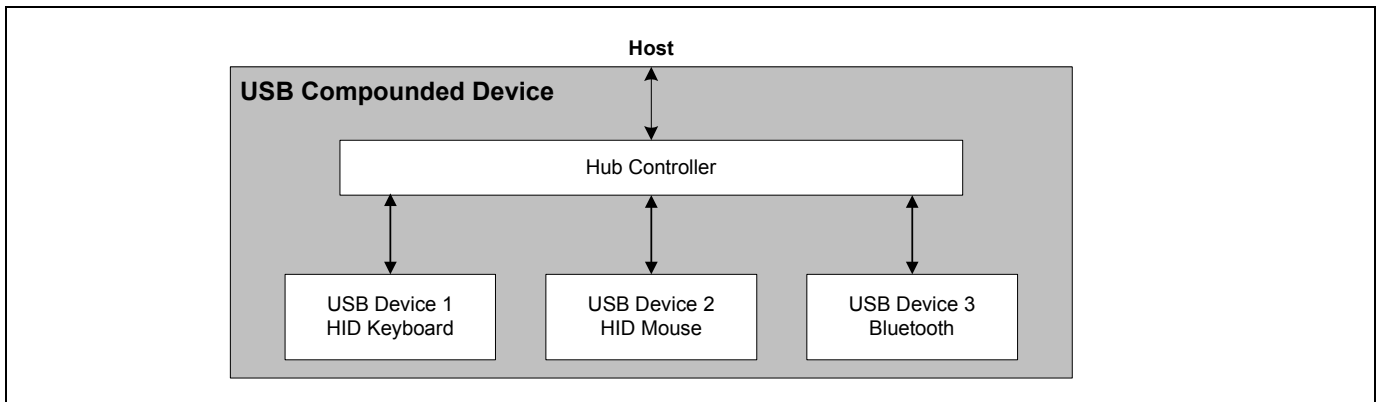 Host
USB Compounded Device
Hub Controller
USB Device 1
HID Keyboard
USB Device 2
HID Mouse
USB Device 3
Bluetooth